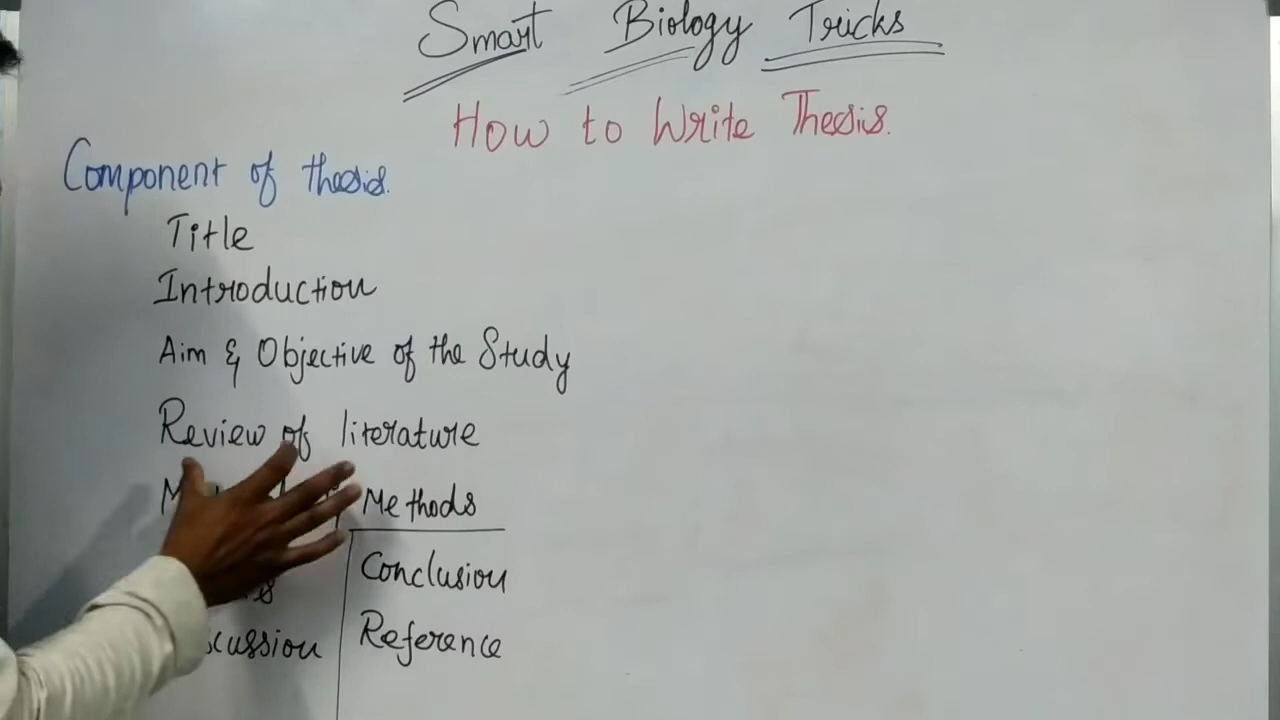 Smart Biology Tricks
How to Write Thesis.
Component of thesis.
Title
Introduction
Aim & Objective of the Study
Review of literature
Methods
Conclusion
Reference